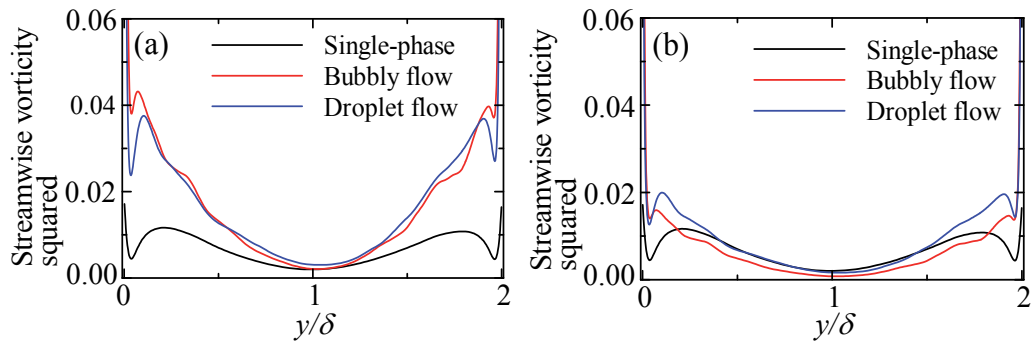 (a)
Single-phase
Bubbly flow
Droplet flow
Streamwise vorticity
squared
0.06
0.04
0.02
0.00
0
1
2
y/δ
(b)
Single-phase
Bubbly flow
Droplet flow
Streamwise vorticity
squared
0.06
0.04
0.02
0.00
0
1
2
y/δ